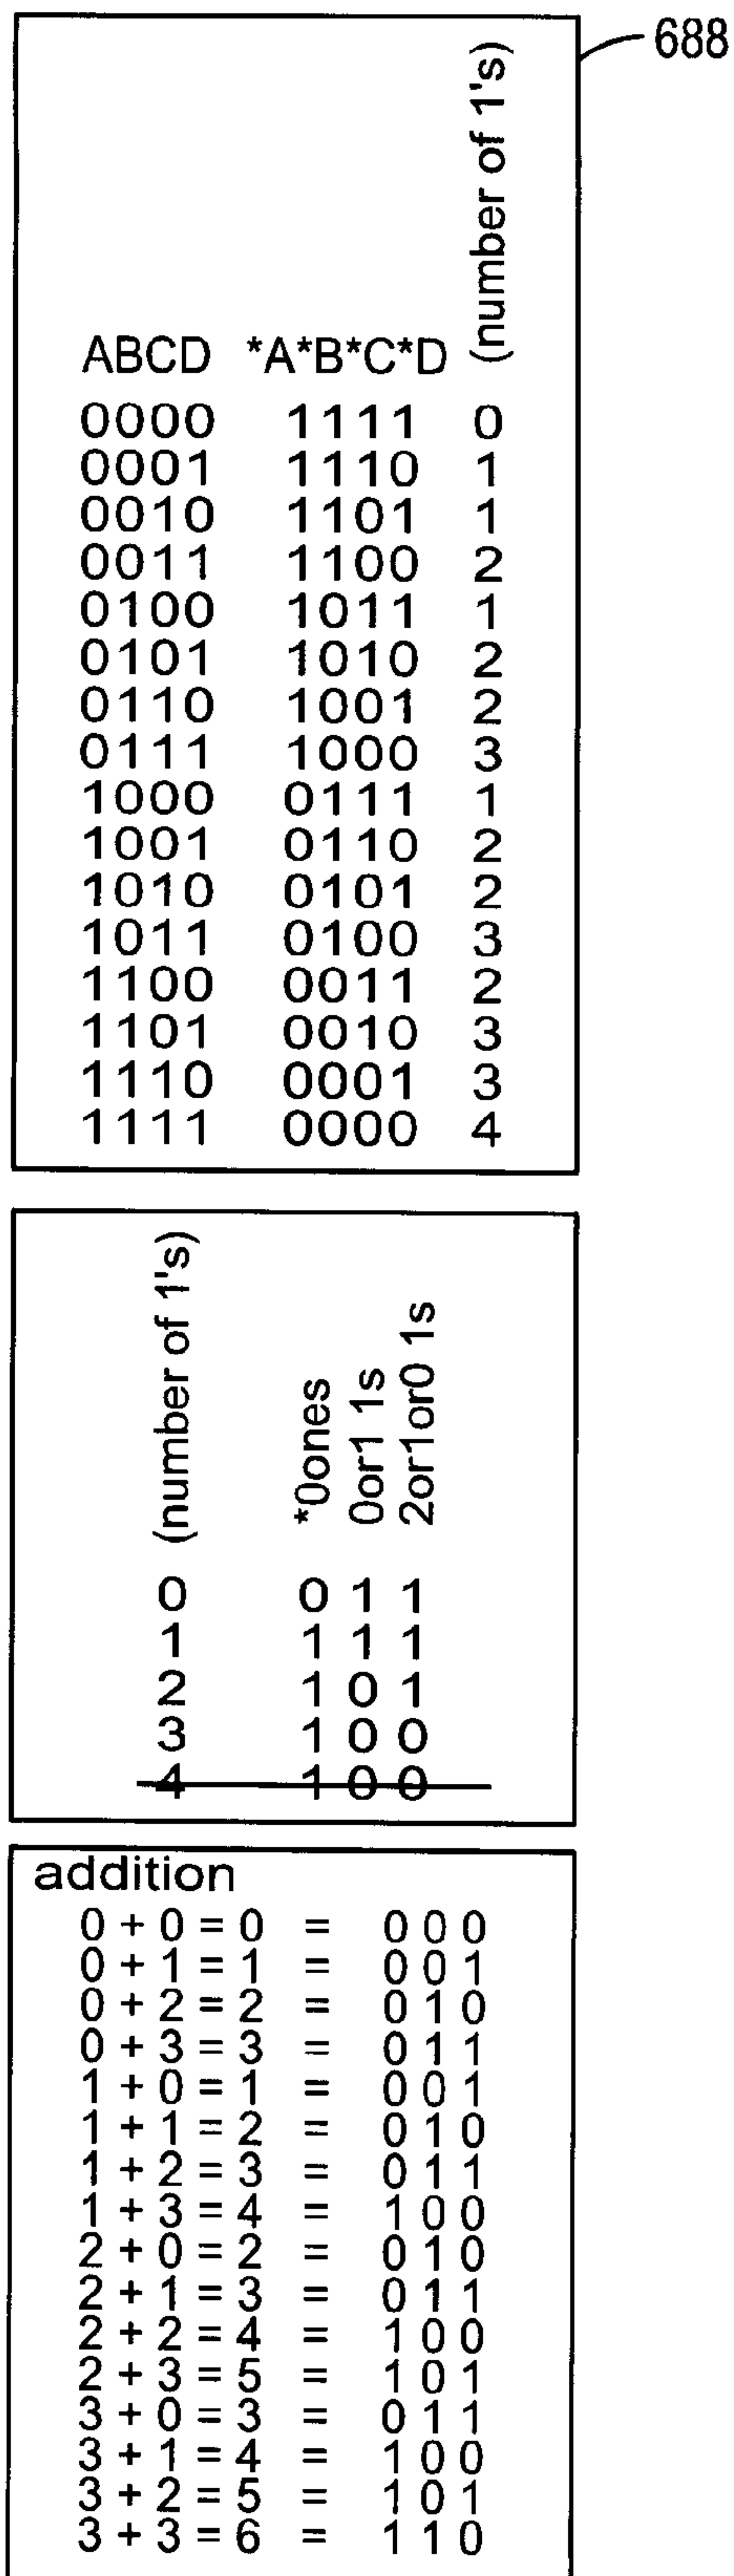 688
(number of 1's)
ABCD *A*B*C*D
0000 1111 0
0001 1110 1
0010 1101 1
0011 1100 2
0100 1011 1
0101 1010 2
0110 1001 2
0111 1000 3
1000 0111 1
1001 0110 2
1010 0101 2
1011 0100 3
1100 0011 2
1101 0010 3
1110 0001 3
1111 0000 4
(number of 1's)
*0ones
0or1 1s
2or1or0 1s
0 0 1 1
1 1 1 1
2 1 0 1
3 1 0 0
4 1 0 0
addition
0 + 0 = 0 = 0 0 0
0 + 1 = 1 = 0 0 1
0 + 2 = 2 = 0 1 0
0 + 3 = 3 = 0 1 1
1 + 0 = 1 = 0 0 1
1 + 1 = 2 = 0 1 0
1 + 2 = 3 = 0 1 1
1 + 3 = 4 = 1 0 0
2 + 0 = 2 = 0 1 0
2 + 1 = 3 = 0 1 1
2 + 2 = 4 = 1 0 0
2 + 3 = 5 = 1 0 1
3 + 0 = 3 = 0 1 1
3 + 1 = 4 = 1 0 0
3 + 2 = 5 = 1 0 1
3 + 3 = 6 = 1 1 0